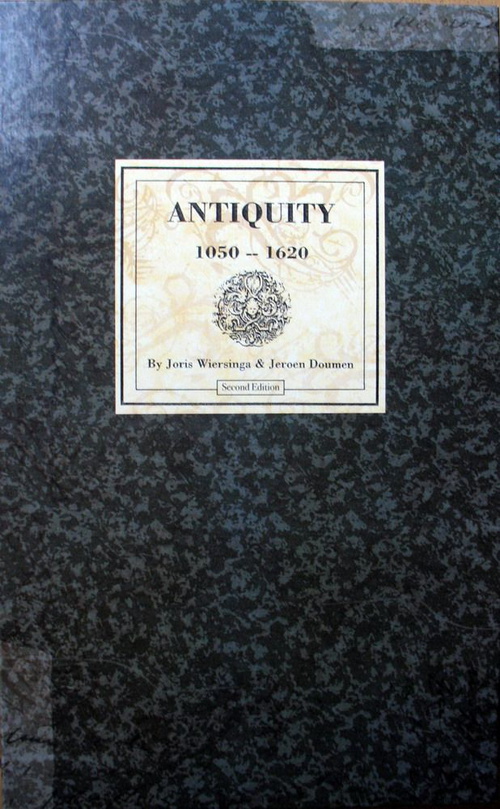 ANTIQUITY
1050 -- 1620
By Joris Wiersinga & Jeroen Doumen
Second Edition